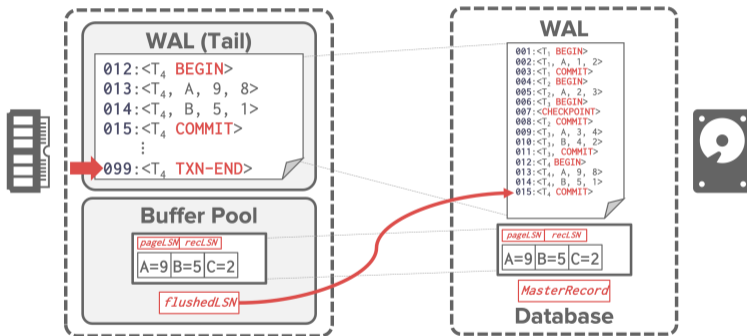 WAL (Tail)
012:<T4 BEGIN>
013:<T4, A, 9, 8>
014:<T4, B, 5, 1>
015:<T4 COMMIT>
⋮
099:<T4 TXN-END>
Buffer Pool
pageLSN recLSN
A=9 B=5 C=2
flushedLSN
WAL
001:<T1 BEGIN>
002:<T1, A, 1, 2>
003:<T1 COMMIT>
004:<T2 BEGIN>
005:<T2, A, 2, 3>
006:<T3 BEGIN>
007:<CHECKPOINT>
008:<T2 COMMIT>
009:<T3, A, 3, 4>
010:<T3, B, 4, 2>
011:<T3, COMMIT>
012:<T4 BEGIN>
013:<T4, A, 9, 8>
014:<T4, B, 5, 1>
015:<T4 COMMIT>
pageLSN recLSN
A=9 B=5 C=2
MasterRecord
Database